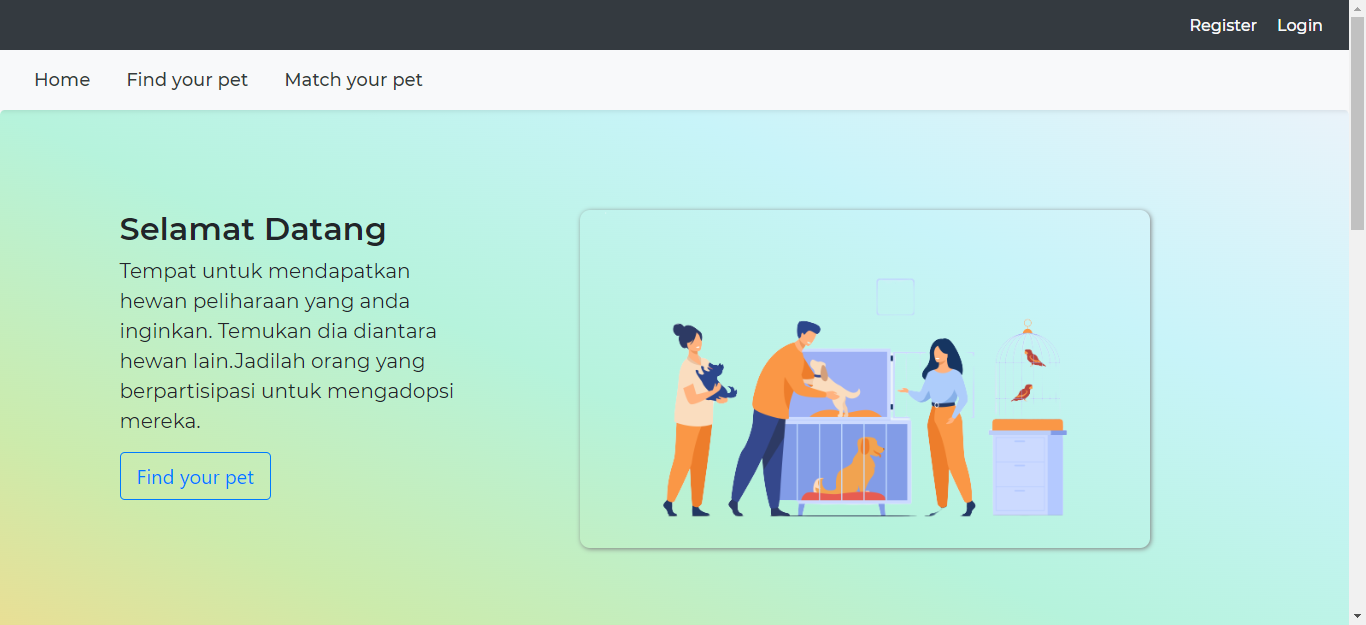 Register Login
Home Find your pet Match your pet
Selamat Datang
Tempat untuk mendapatkan
hewan peliharaan yang anda
inginkan. Temukan dia diantara
hewan lain.Jadilah orang yang
berpartisipasi untuk mengadopsi
mereka.
Find your pet